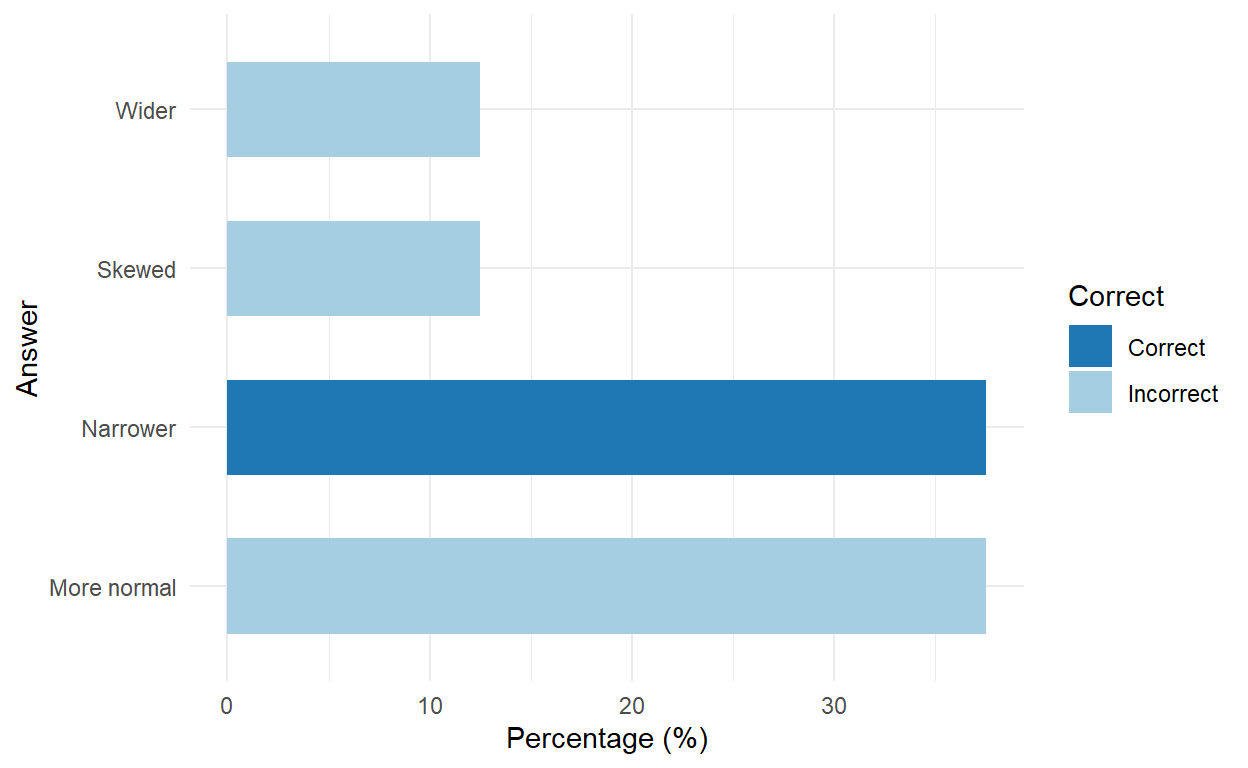 Wider
Skewed
Narrower
More normal
Answer
0 10 20 30
Percentage (%)
Correct
Correct
Incorrect